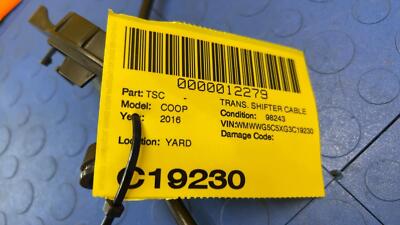 0000012279
Part: TSC - TRANS. SHIFTER CABLE
Model: COOP Condition: 98243
Year: 2016 VIN:WMWWG5C5XG3C19230
Damage Code:
Location: YARD
C19230